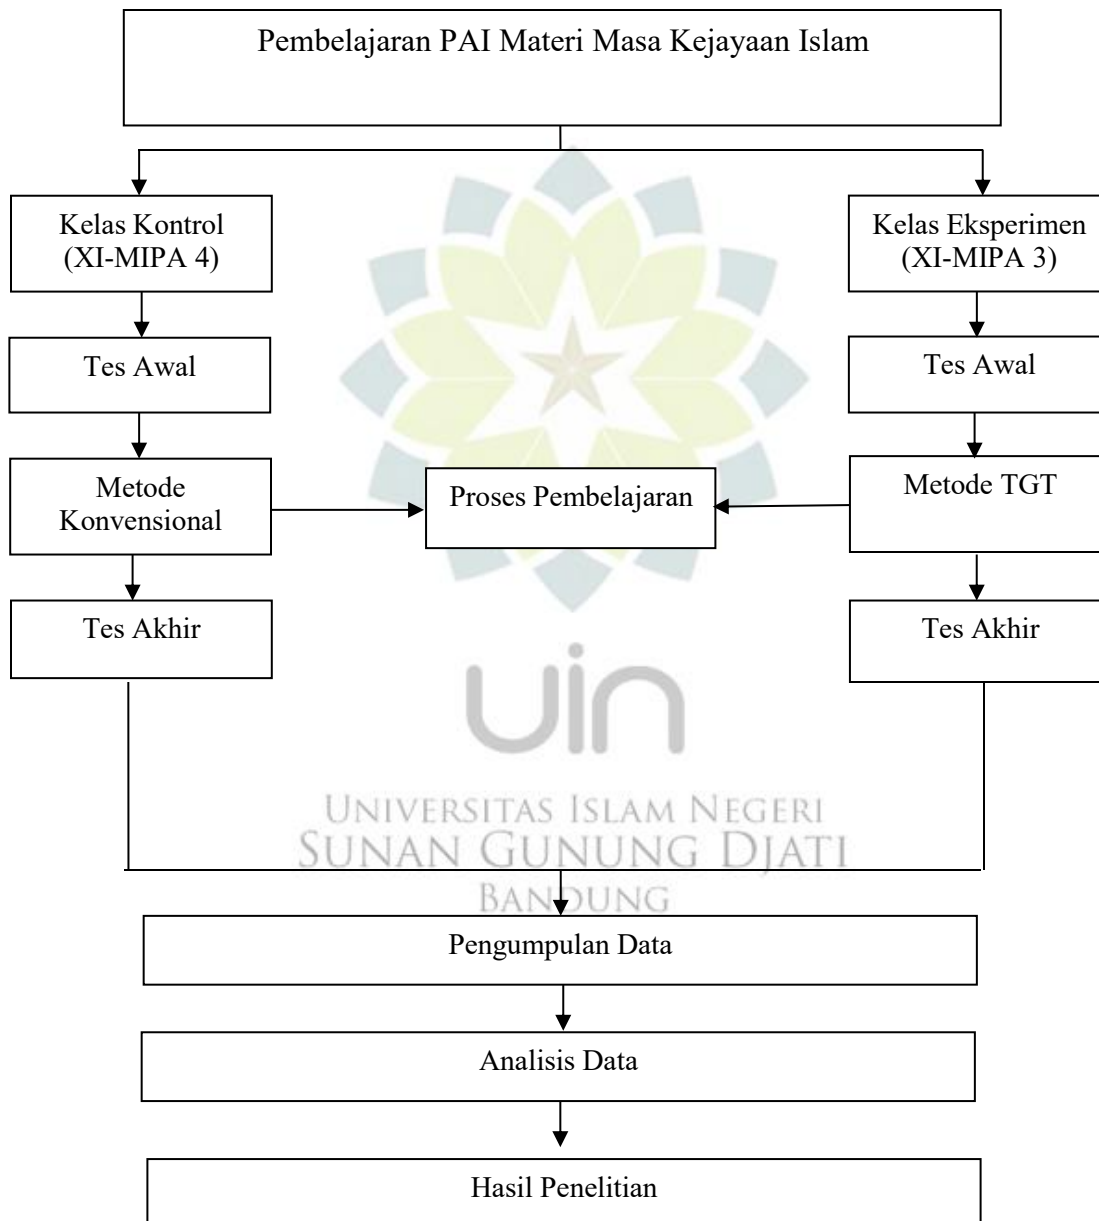 Pembelajaran PAI Materi Masa Kejayaan Islam
Kelas Kontrol
(XI-MIPA 4)
Kelas Eksperimen
(XI-MIPA 3)
Tes Awal
Tes Awal
Metode
Konvensional
Proses Pembelajaran
Metode TGT
Tes Akhir
Tes Akhir
uin
UNIVERSITAS ISLAM NEGERI
SUNAN GUNUNG DJATI
BANDUNG
Pengumpulan Data
Analisis Data
Hasil Penelitian